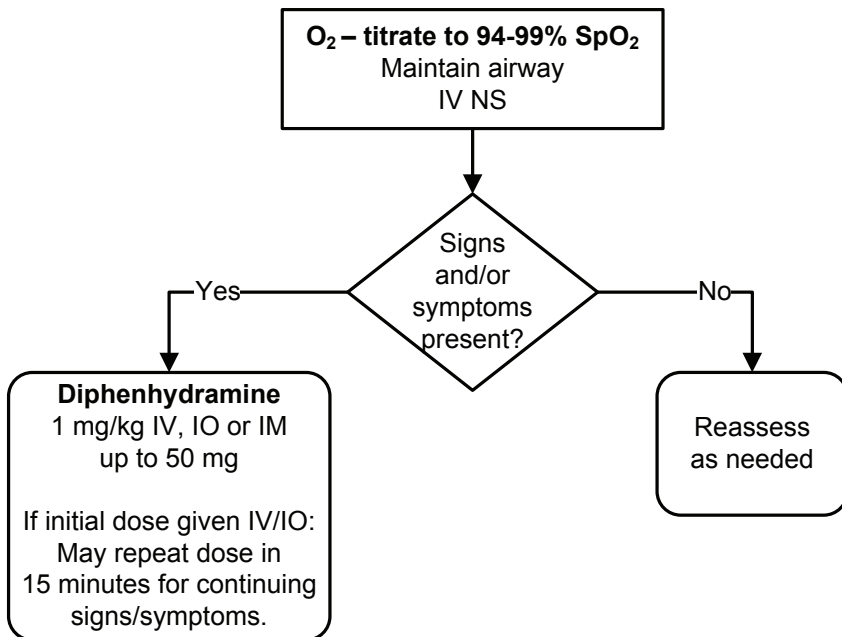 O₂ – titrate to 94-99% SpO₂
Maintain airway
IV NS
Signs
and/or
symptoms
present?
Yes
No
Diphenhydramine
1 mg/kg IV, IO or IM
up to 50 mg
If initial dose given IV/IO:
May repeat dose in
15 minutes for continuing
signs/symptoms.
Reassess
as needed